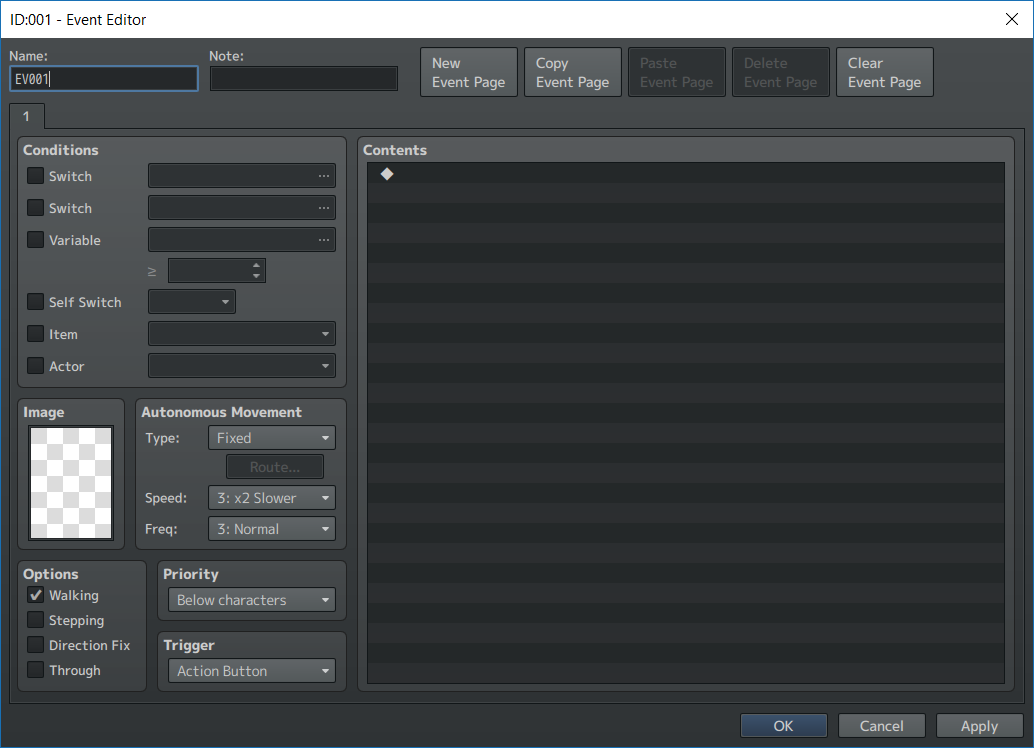 ID:001 - Event Editor
Name:
Note:
EV001
New
Event Page
Copy
Event Page
Paste
Event Page
Delete
Event Page
Clear
Event Page
1
Conditions
Switch
...
Switch
...
Variable
...
≥
Self Switch
Item
Actor
Image
Autonomous Movement
Type:
Fixed
Route...
Speed:
3: x2 Slower
Freq:
3: Normal
Options
Walking
Stepping
Direction Fix
Through
Priority
Below characters
Trigger
Action Button
Contents
◆
OK
Cancel
Apply